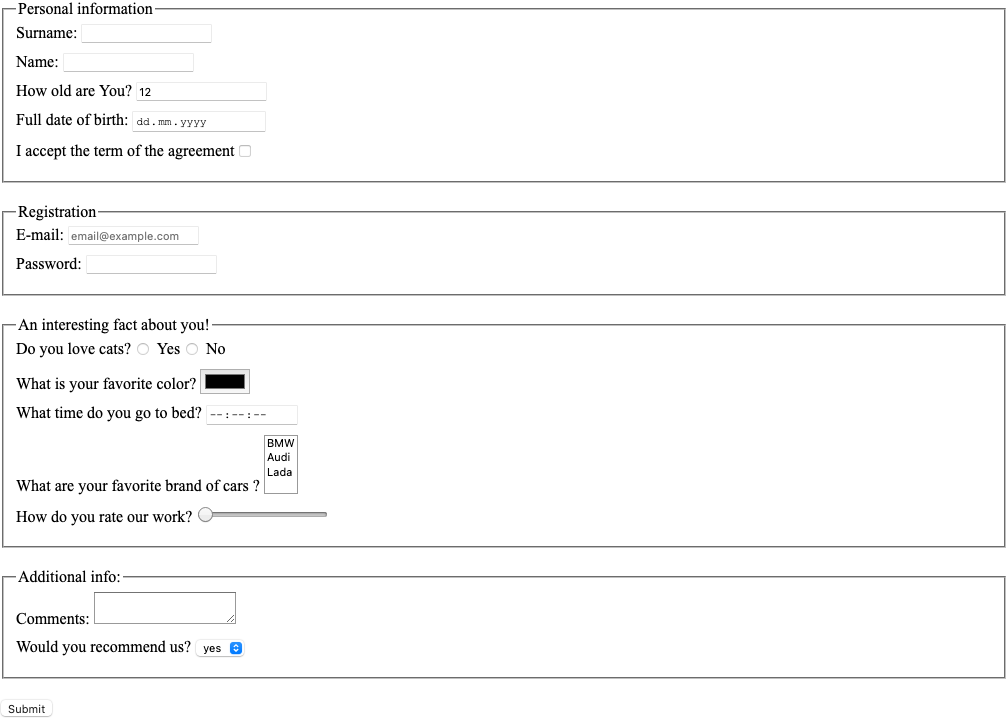 Personal information
Surname:
Name:
How old are You? 12
Full date of birth: dd.mm.yyyy
I accept the term of the agreement
Registration
E-mail: email@example.com
Password:
An interesting fact about you!
Do you love cats? Yes No
What is your favorite color?
What time do you go to bed? --:--:--
BMW
Audi
Lada
What are your favorite brand of cars ?
How do you rate our work?
Additional info:
Comments:
Would you recommend us? yes
Submit